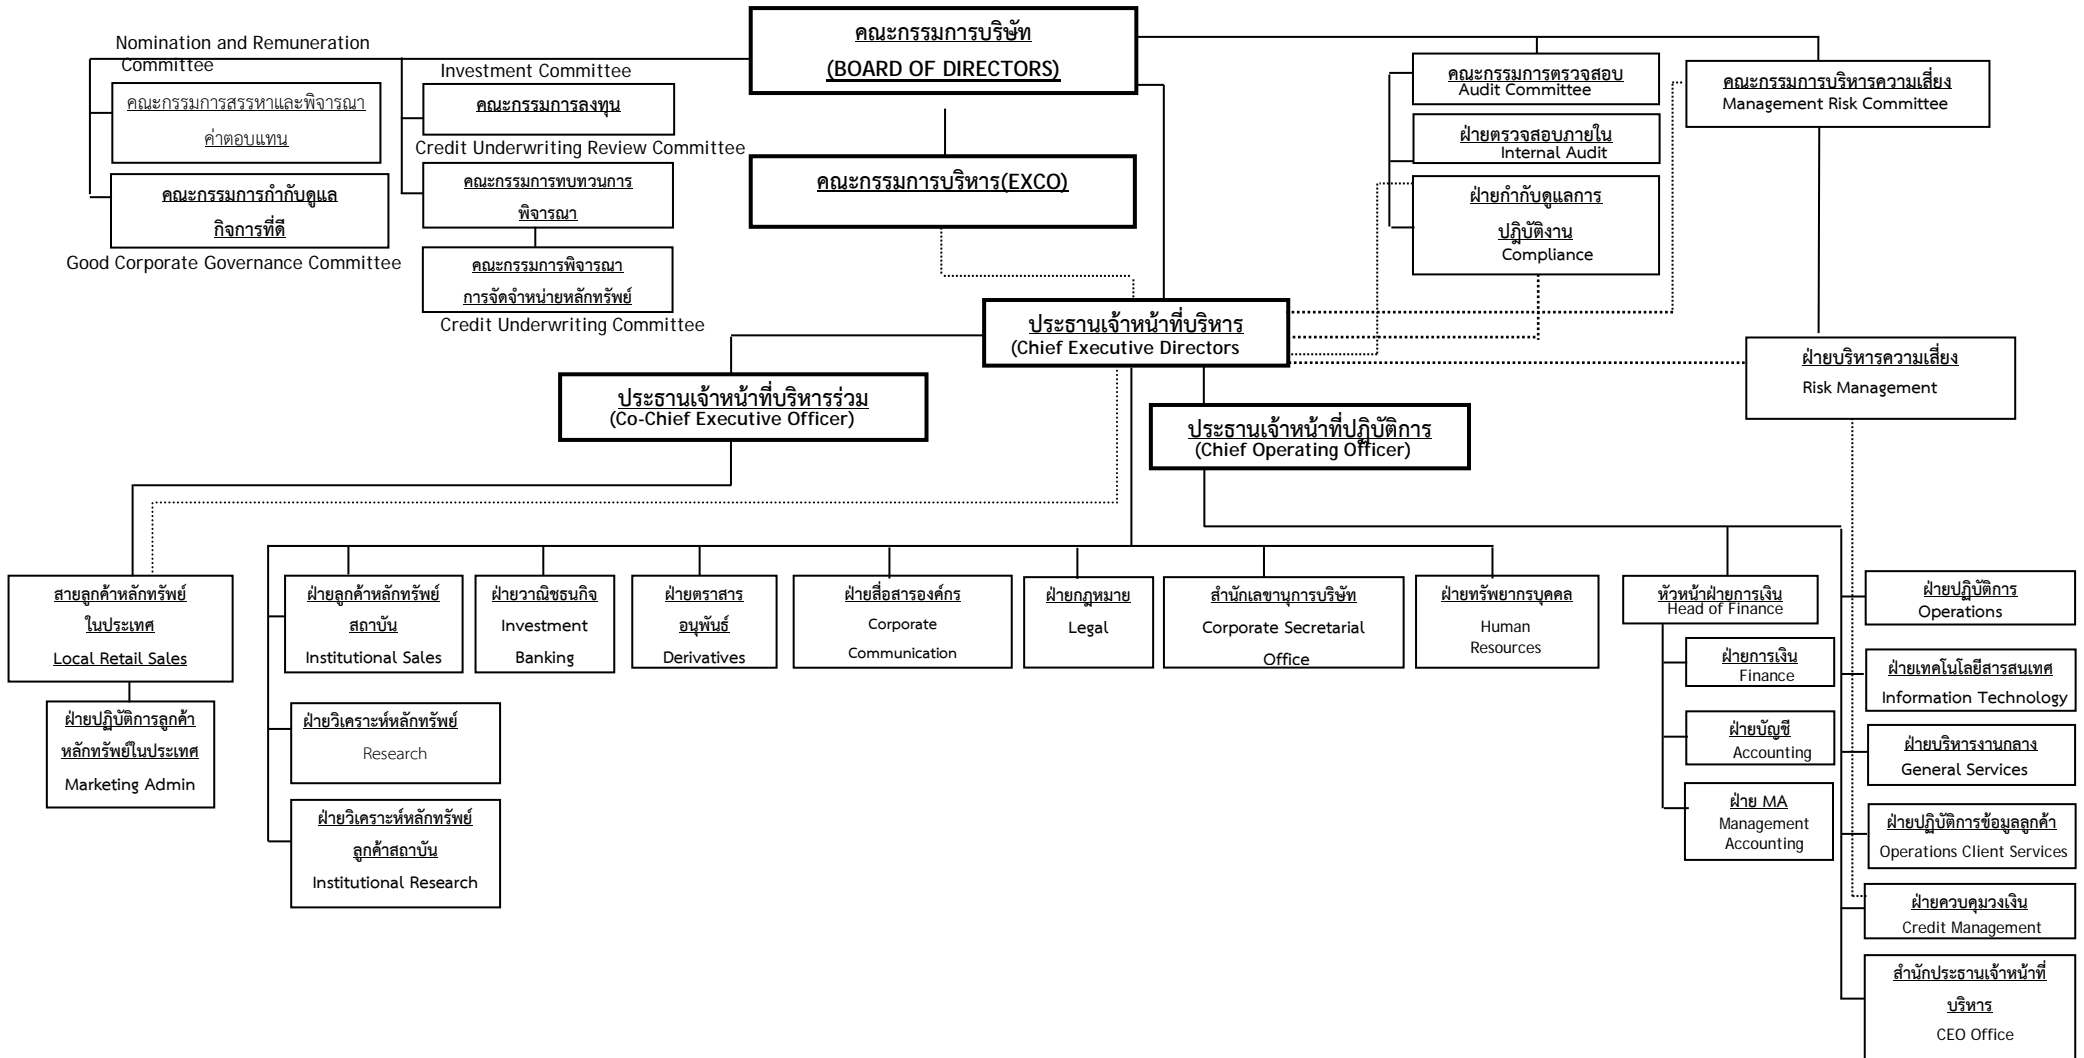 คณะกรรมการบริษัท
(BOARD OF DIRECTORS)
Nomination and Remuneration
Committee
คณะกรรมการสรรหาและพิจารณา
ค่าตอบแทน
คณะกรรมการกำกับดูแล
กิจการที่ดี
Good Corporate Governance Committee
Investment Committee
คณะกรรมการลงทุน
Credit Underwriting Review Committee
คณะกรรมการทบทวนการ
พิจารณา
คณะกรรมการพิจารณา
การจัดจำหน่ายหลักทรัพย์
Credit Underwriting Committee
คณะกรรมการบริหาร(EXCO)
คณะกรรมการตรวจสอบ
Audit Committee
ฝ่ายตรวจสอบภายใน
Internal Audit
ฝ่ายกำกับดูแลการ
ปฎิบัติงาน
Compliance
คณะกรรมการบริหารความเสี่ยง
Management Risk Committee
ประธานเจ้าหน้าที่บริหาร
(Chief Executive Directors
ฝ่ายบริหารความเสี่ยง
Risk Management
ประธานเจ้าหน้าที่บริหารร่วม
(Co-Chief Executive Officer)
ประธานเจ้าหน้าที่ปฏิบัติการ
(Chief Operating Officer)
สายลูกค้าหลักทรัพย์
ในประเทศ
Local Retail Sales
ฝ่ายปฏิบัติการลูกค้า
หลักทรัพย์ในประเทศ
Marketing Admin
ฝ่ายลูกค้าหลักทรัพย์
สถาบัน
Institutional Sales
ฝ่ายวิเคราะห์หลักทรัพย์
Research
ฝ่ายวิเคราะห์หลักทรัพย์
ลูกค้าสถาบัน
Institutional Research
ฝ่ายวาณิชธนกิจ
Investment
Banking
ฝ่ายตราสาร
อนุพันธ์
Derivatives
ฝ่ายสื่อสารองค์กร
Corporate
Communication
ฝ่ายกฎหมาย
Legal
สำนักเลขานุการบริษัท
Corporate Secretarial
Office
ฝ่ายทรัพยากรบุคคล
Human
Resources
หัวหน้าฝ่ายการเงิน
Head of Finance
ฝ่ายการเงิน
Finance
ฝ่ายบัญชี
Accounting
ฝ่าย MA
Management
Accounting
ฝ่ายปฏิบัติการ
Operations
ฝ่ายเทคโนโลยีสารสนเทศ
Information Technology
ฝ่ายบริหารงานกลาง
General Services
ฝ่ายปฏิบัติการข้อมูลลูกค้า
Operations Client Services
ฝ่ายควบคุมวงเงิน
Credit Management
สำนักประธานเจ้าหน้าที่
บริหาร
CEO Office